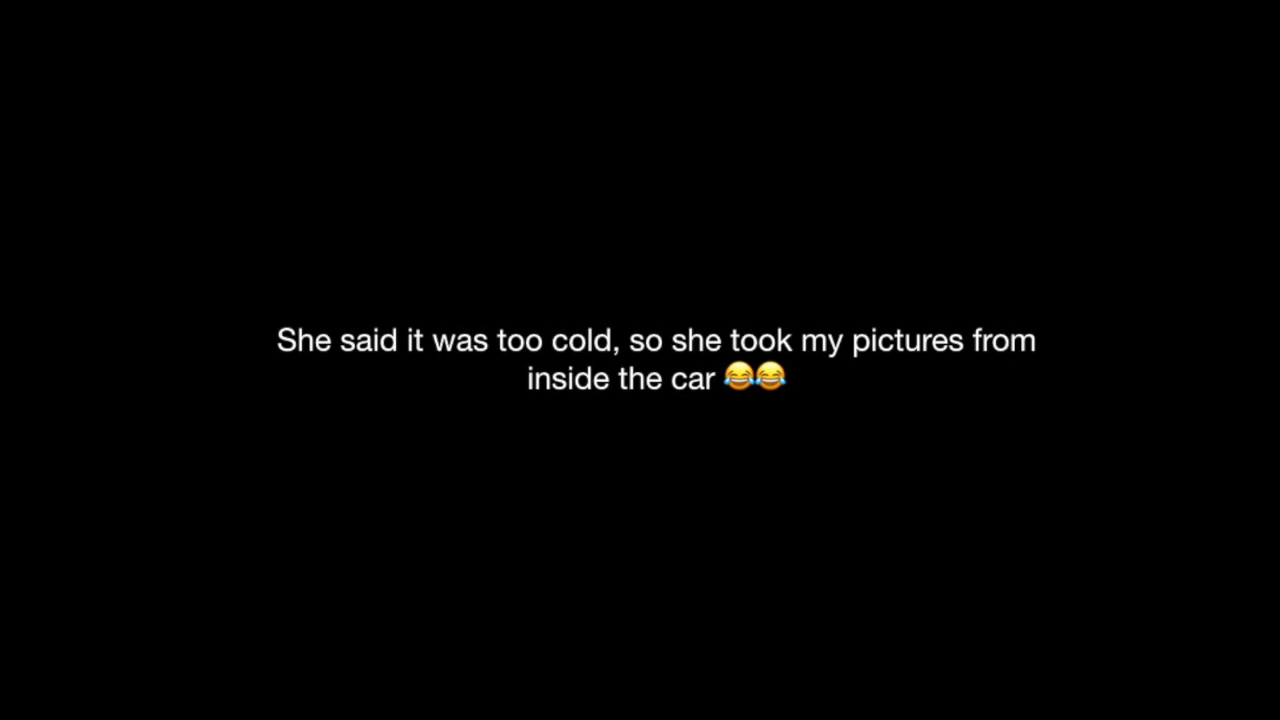 She said it was too cold, so she took my pictures from
inside the car 😂😂